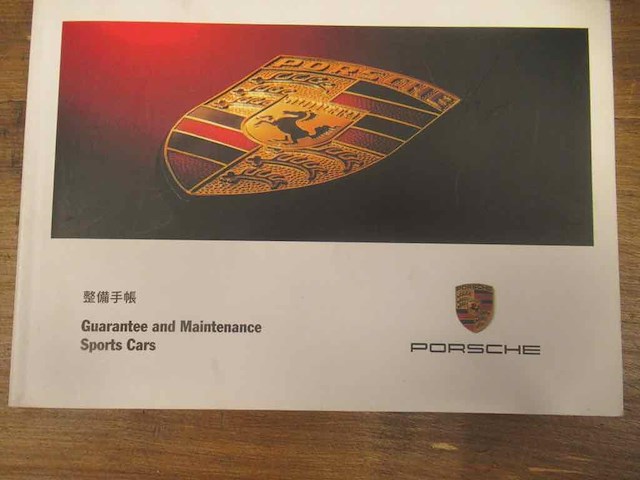 PORSCHE
整備手帳
Guarantee and Maintenance
Sports Cars
PORSCHE